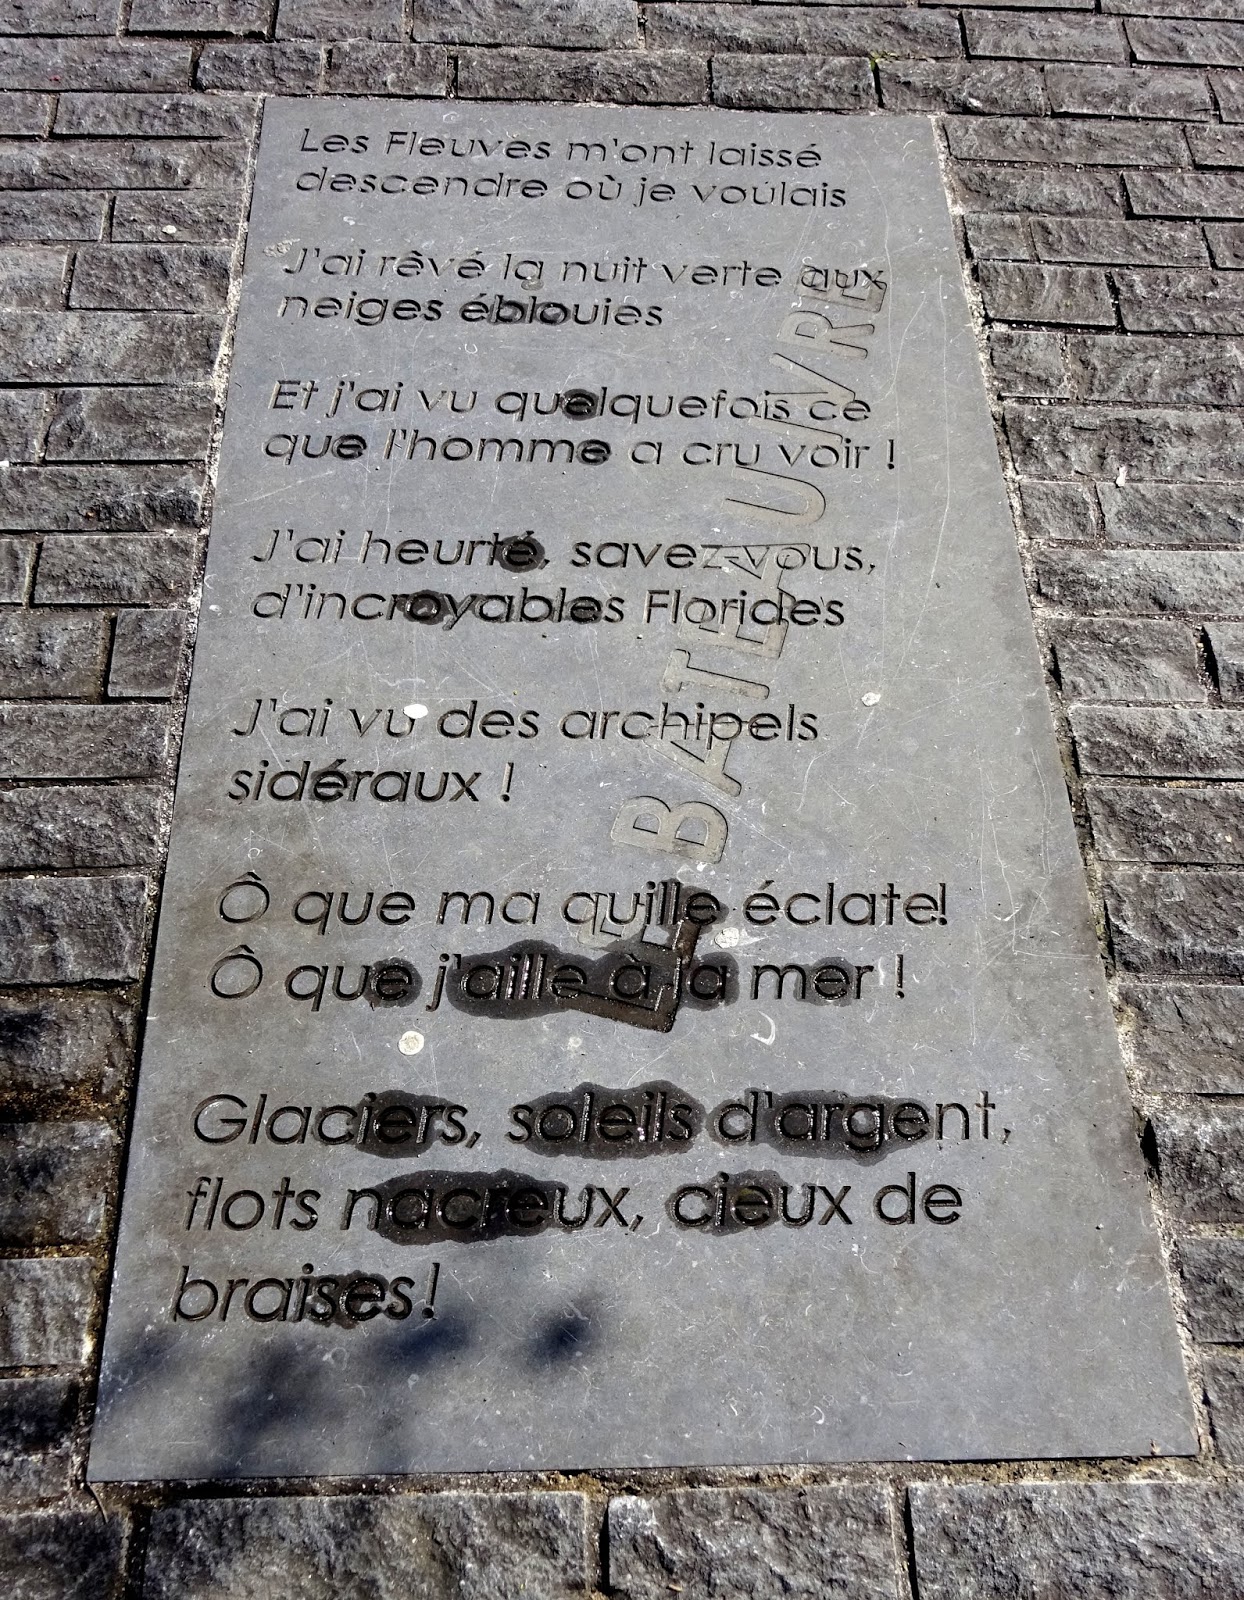 Les Fleuves m'ont laissé
descendre où je voulais
J'ai rêvé la nuit verte aux
neiges éblouies
Et j'ai vu quelquefois ce
que l'homme a cru voir !
J'ai heurté, savez-vous,
d'incroyables Florides
J'ai vu des archipels
sidéraux !
Ô que ma quille éclate!
Ô que j'aille à la mer !
Glaciers, soleils d'argent,
flots nacreux, cieux de
braises!
LE BATEAU IVRE